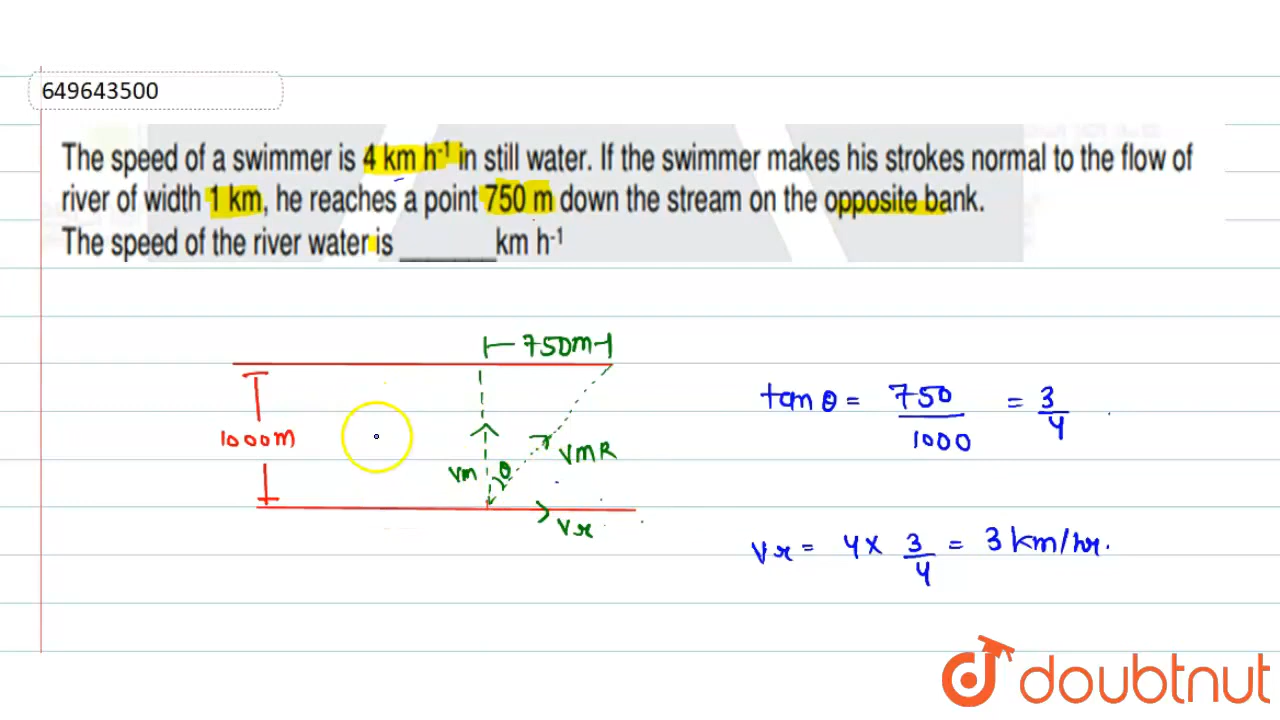 649643500
The speed of a swimmer is 4 km h⁻¹ in still water. If the swimmer makes his strokes normal to the flow of
river of width 1 km, he reaches a point 750 m down the stream on the opposite bank.
The speed of the river water is _______km h⁻¹
750m
1000m
vm
θ
VMR
Vr
tan θ = 750/1000 = 3/4
Vr = 4 x 3/4 = 3 km/hr.
doubtnut